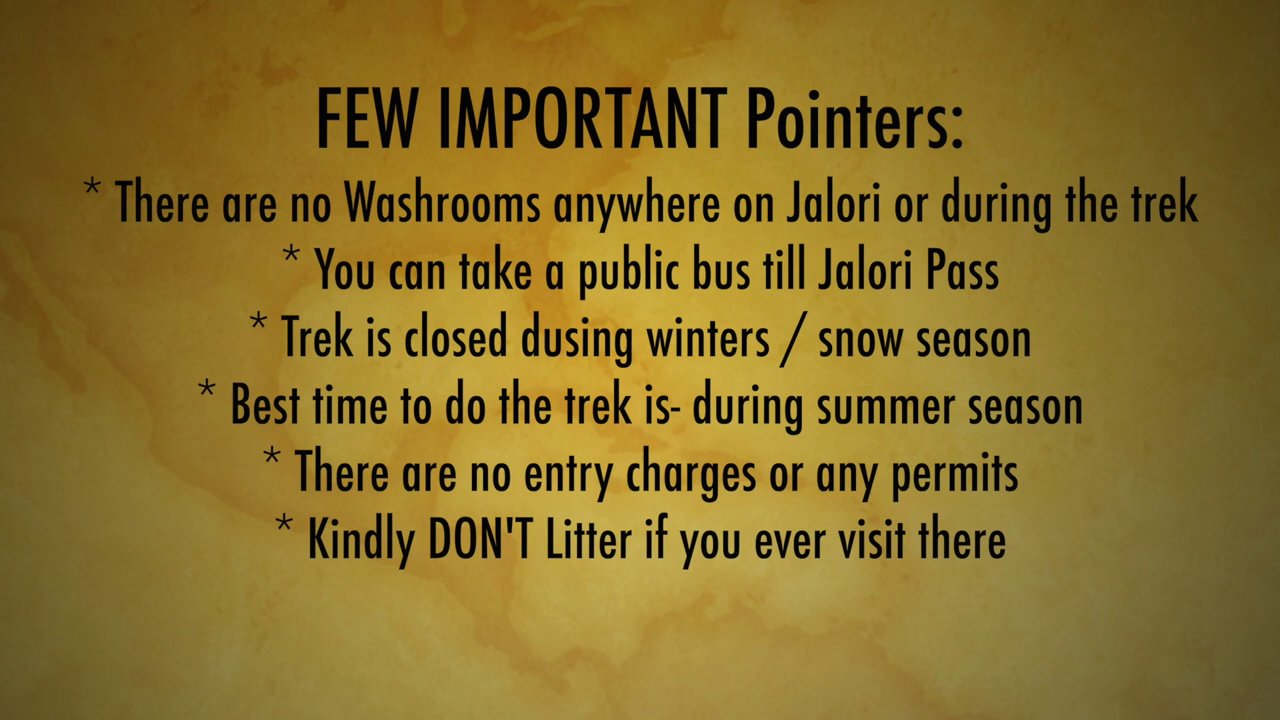 FEW IMPORTANT Pointers:
* There are no Washrooms anywhere on Jalori or during the trek
* You can take a public bus till Jalori Pass
* Trek is closed dusing winters / snow season
* Best time to do the trek is- during summer season
* There are no entry charges or any permits
* Kindly DON'T Litter if you ever visit there